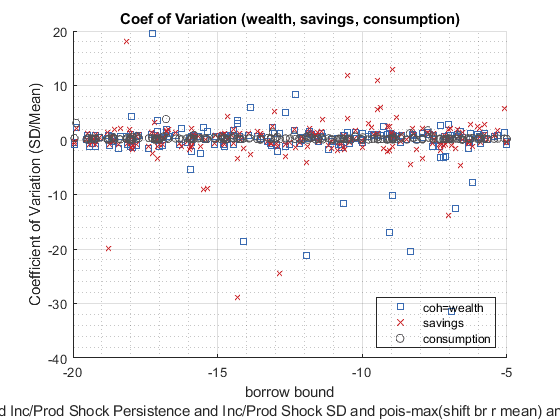 Coef of Variation (wealth, savings, consumption)
Coefficient of Variation (SD/Mean)
20
10
0
-10
-20
-30
-40
coh=wealth
savings
consumption
-20
-15
-10
-5
borrow bound
d Inc/Prod Shock Persistence and Inc/Prod Shock SD and pois-max(shift br r mean) an